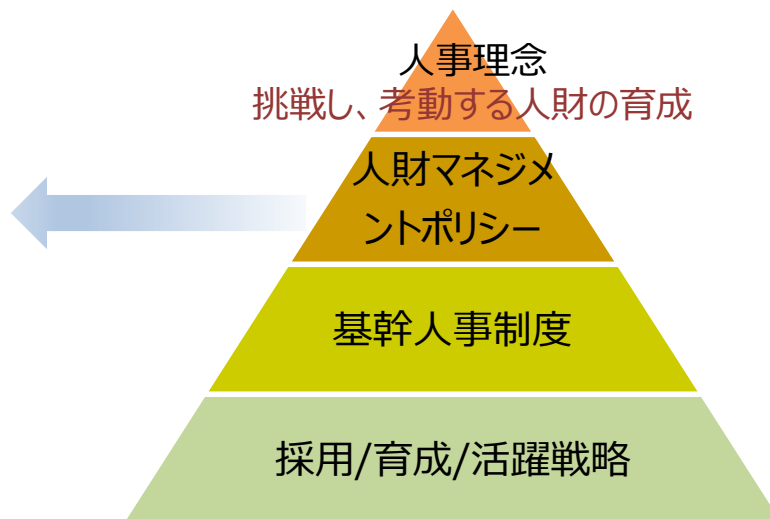 人事理念
挑戦し、考動する人財の育成
人財マネジメ
ントポリシー
基幹人事制度
採用/育成/活躍戦略